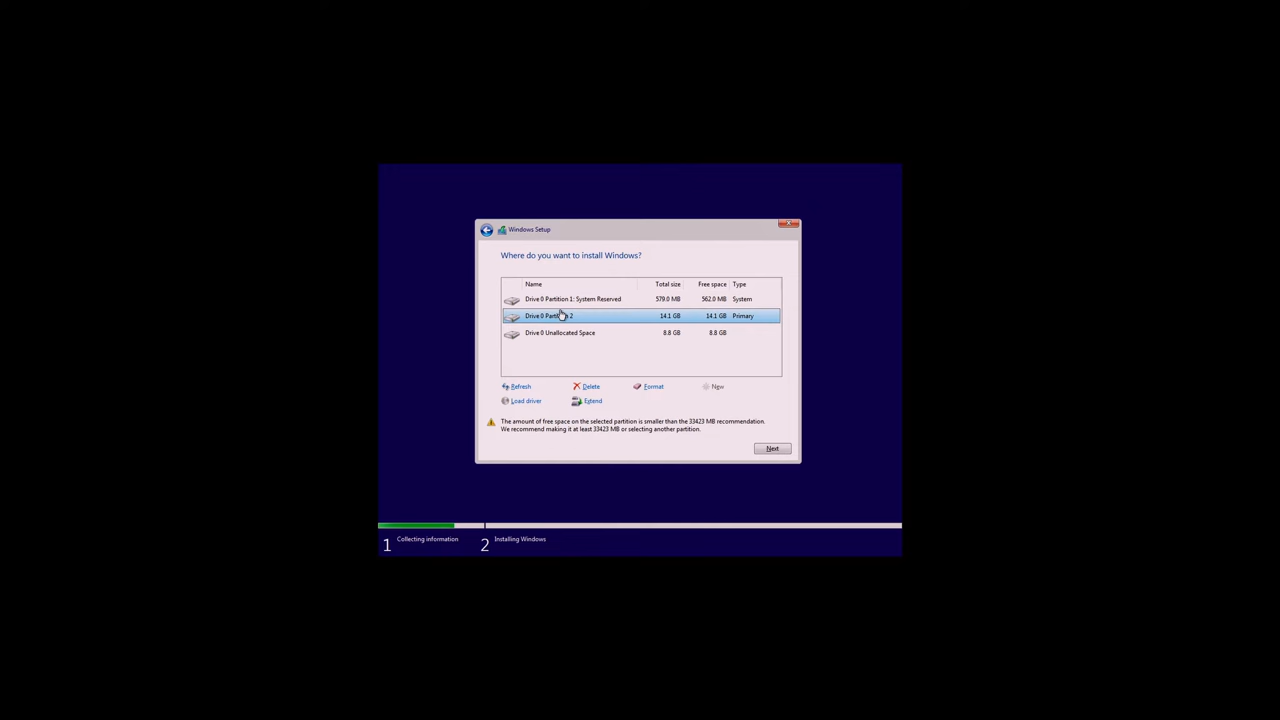 Windows Setup
Where do you want to install Windows?
Name Total size Free space Type
Drive 0 Partition 1: System Reserved 579.0 MB 562.0 MB System
Drive 0 Partition 2 14.1 GB 14.1 GB Primary
Drive 0 Unallocated Space 8.8 GB 8.8 GB
Refresh Delete Format New
Load driver Extend
The amount of free space on the selected partition is smaller than the 33423 MB recommendation.
We recommend making it at least 33423 MB or selecting another partition.
Next
1 Collecting information 2 Installing Windows